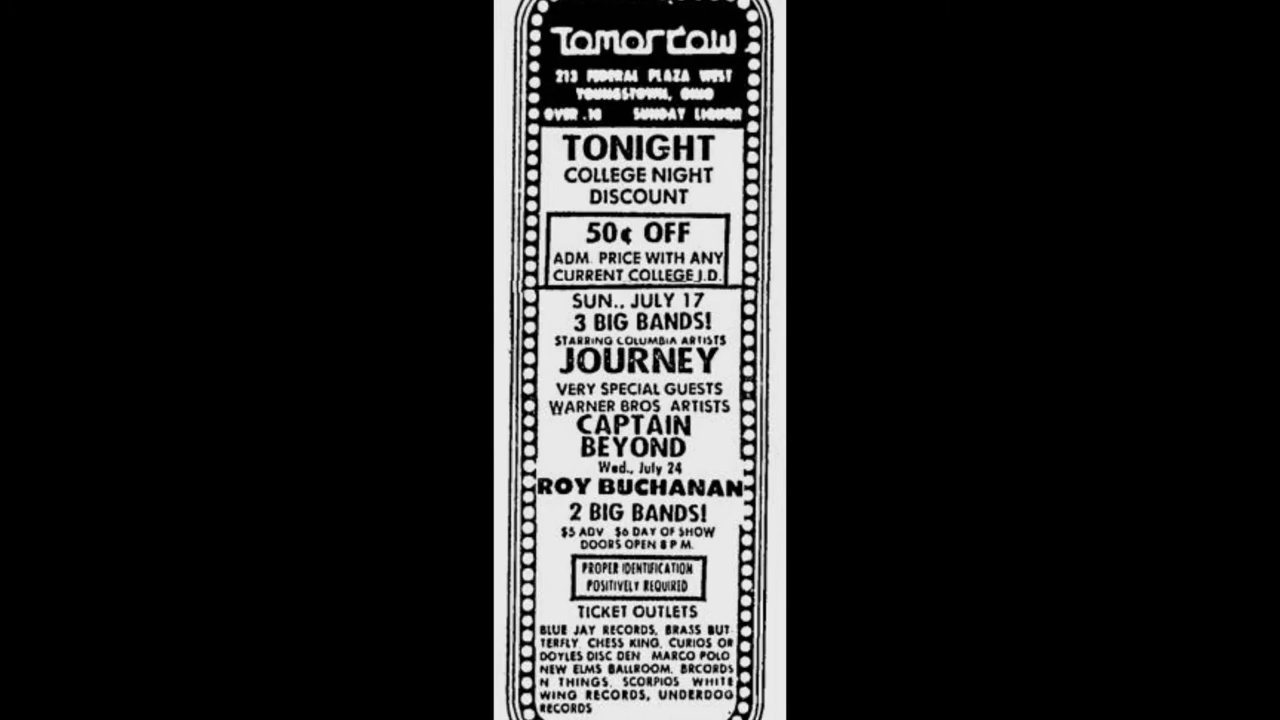 Tomorrow
213 FEDERAL PLAZA WEST
YOUNGSTOWN, OHIO
OVER .18 SUNDAY LIQUOR
TONIGHT
COLLEGE NIGHT
DISCOUNT
50¢ OFF
ADM. PRICE WITH ANY
CURRENT COLLEGE I.D.
SUN.. JULY 17
3 BIG BANDS!
STARRING COLUMBIA ARTISTS
JOURNEY
VERY SPECIAL GUESTS
WARNER BROS ARTISTS
CAPTAIN
BEYOND
Wed., July 24
ROY BUCHANAN
2 BIG BANDS!
$5 ADV $6 DAY OF SHOW
DOORS OPEN 8 P.M.
PROPER IDENTIFICATION
POSITIVELY REQUIRED
TICKET OUTLETS
BLUE JAY RECORDS, BRASS BUT
TERFLY, CHESS KING, CURIOS OR
DOYLES DISC DEN MARCO POLO
NEW ELMS BALLROOM, BRCORDS
N THINGS, SCORPIOS WHITE
WING RECORDS, UNDERDOG
RECORDS